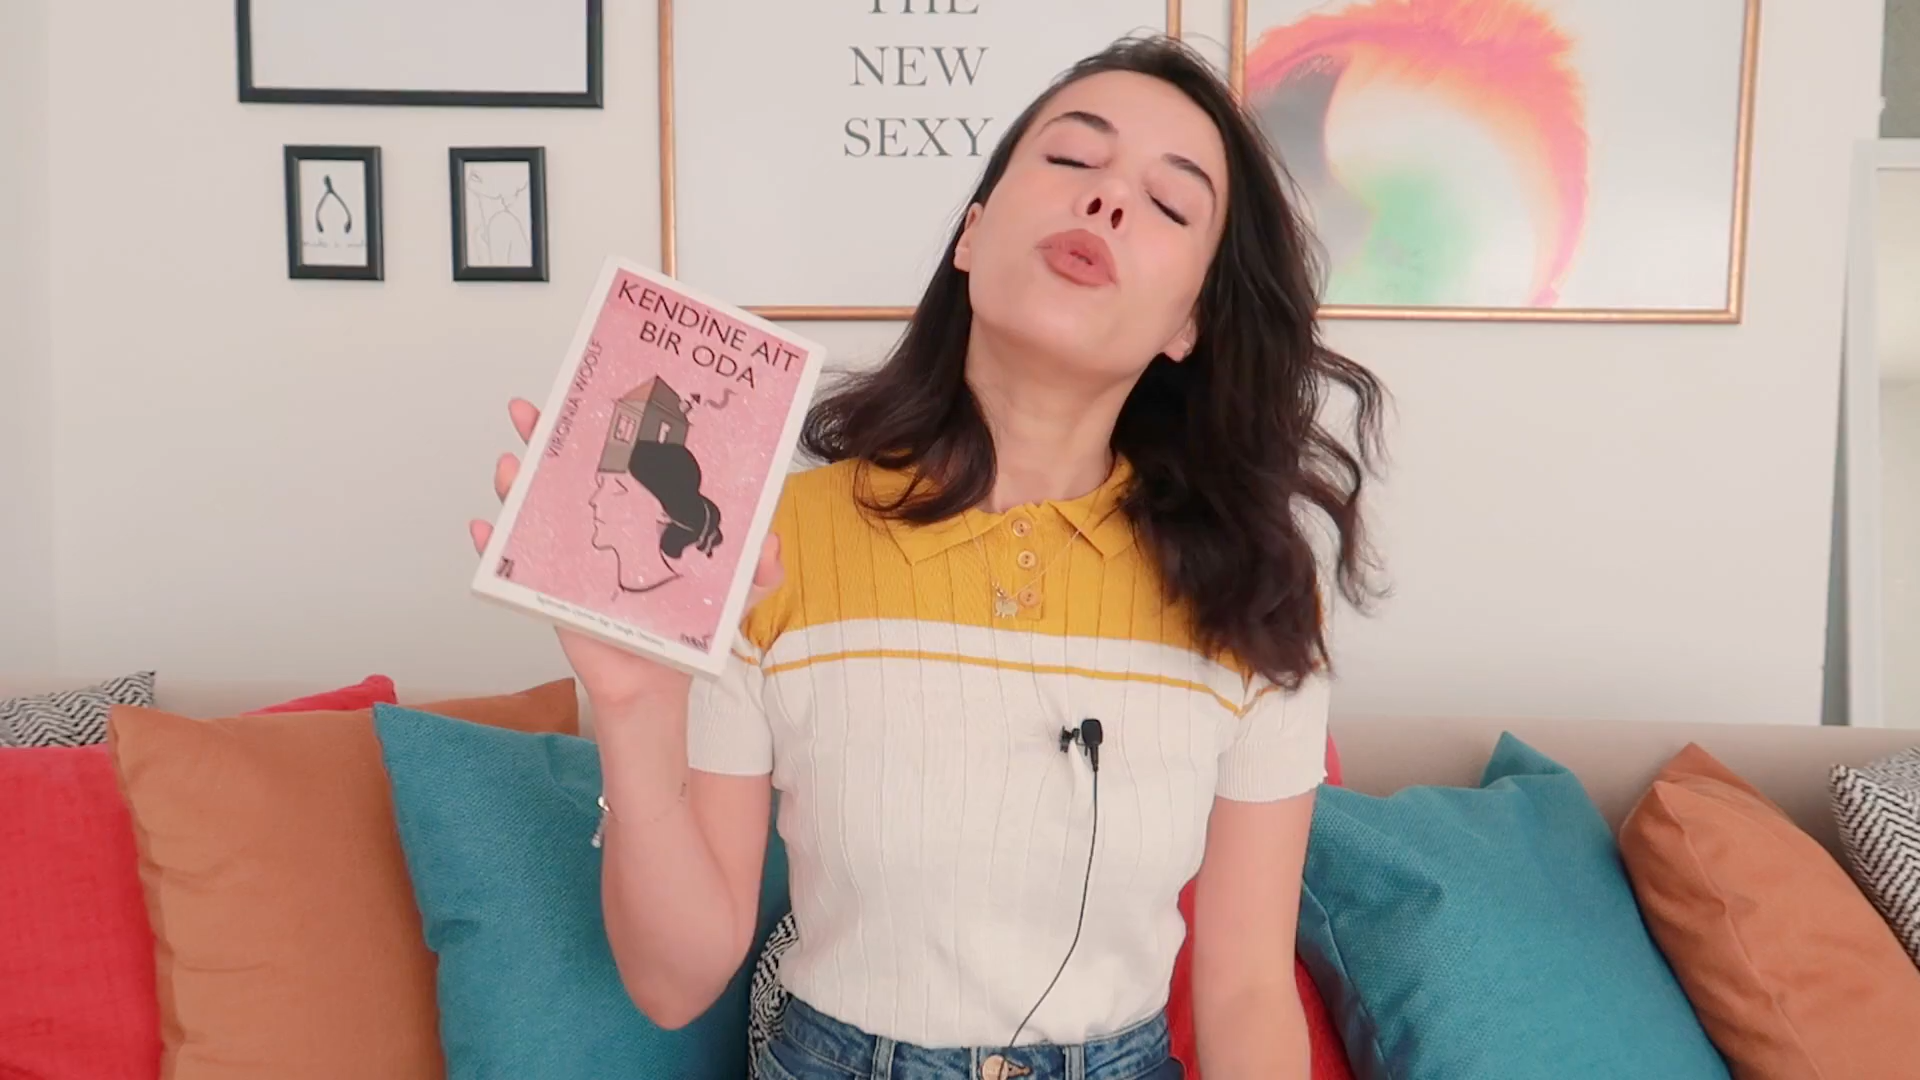 THE
NEW
SEXY
KENDİNE AİT
BİR ODA
VIRGINIA WOOLF